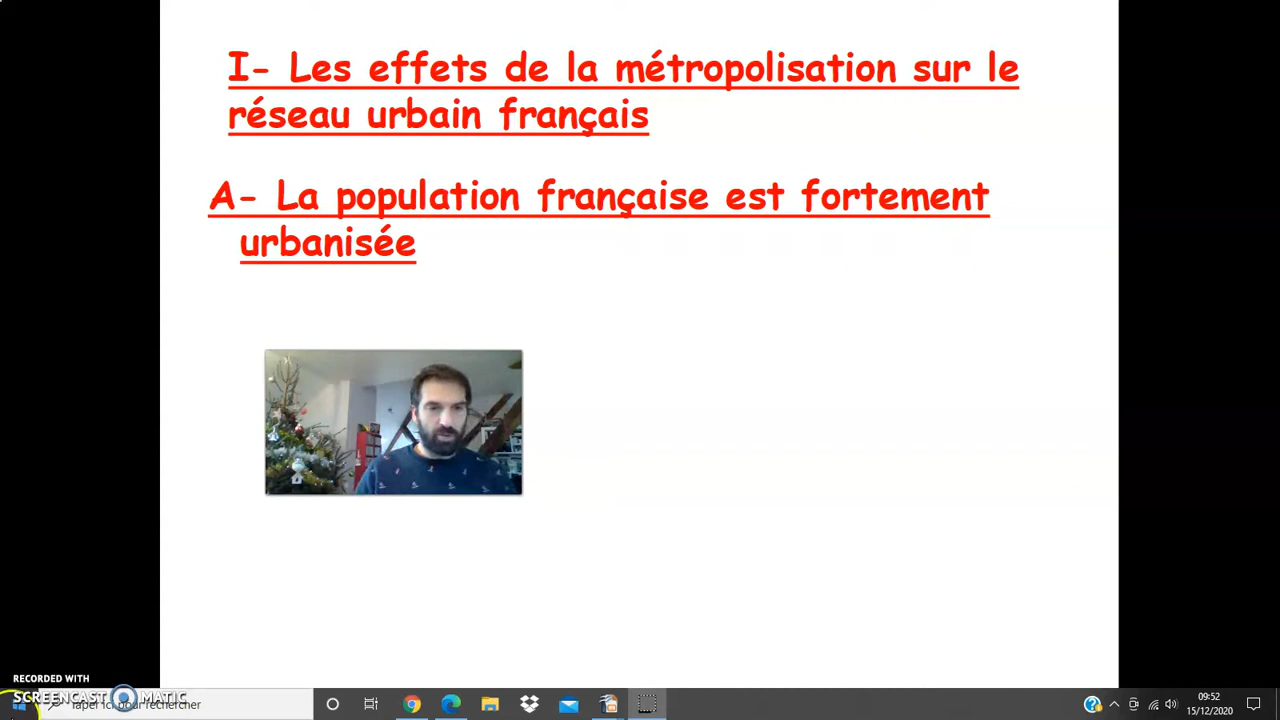 I- Les effets de la métropolisation sur le
réseau urbain français
A- La population française est fortement
urbanisée
RECORDED WITH
SCREENCAST MATIC
Taper ici pour rechercher
09:52
15/12/2020